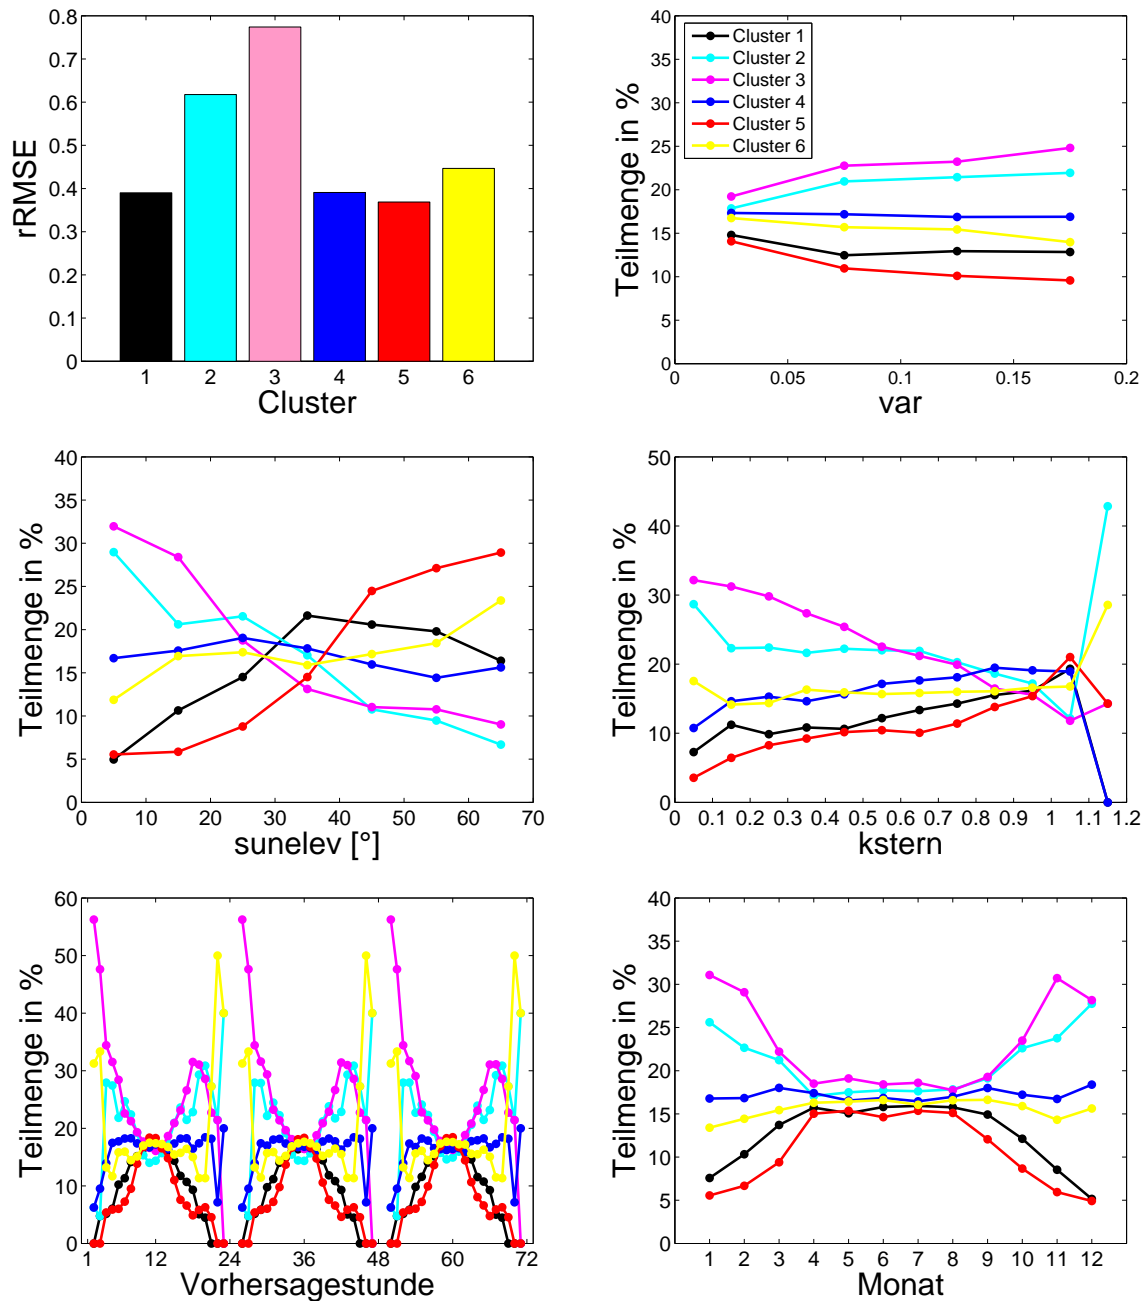 rRMSE
0.8
0.7
0.6
0.5
0.4
0.3
0.2
0.1
0
1 2 3 4 5 6
Cluster
Teilmenge in %
40
35
30
25
20
15
10
5
0
Cluster 1
Cluster 2
Cluster 3
Cluster 4
Cluster 5
Cluster 6
0 0.05 0.1 0.15 0.2
var
Teilmenge in %
40
35
30
25
20
15
10
5
0
0 10 20 30 40 50 60 70
sunelev [°]
Teilmenge in %
50
40
30
20
10
0
0 0.1 0.2 0.3 0.4 0.5 0.6 0.7 0.8 0.9 1 1.1 1.2
kstern
Teilmenge in %
60
50
40
30
20
10
0
1 12 24 36 48 60 72
Vorhersagestunde
Teilmenge in %
40
35
30
25
20
15
10
5
0
1 2 3 4 5 6 7 8 9 10 11 12
Monat